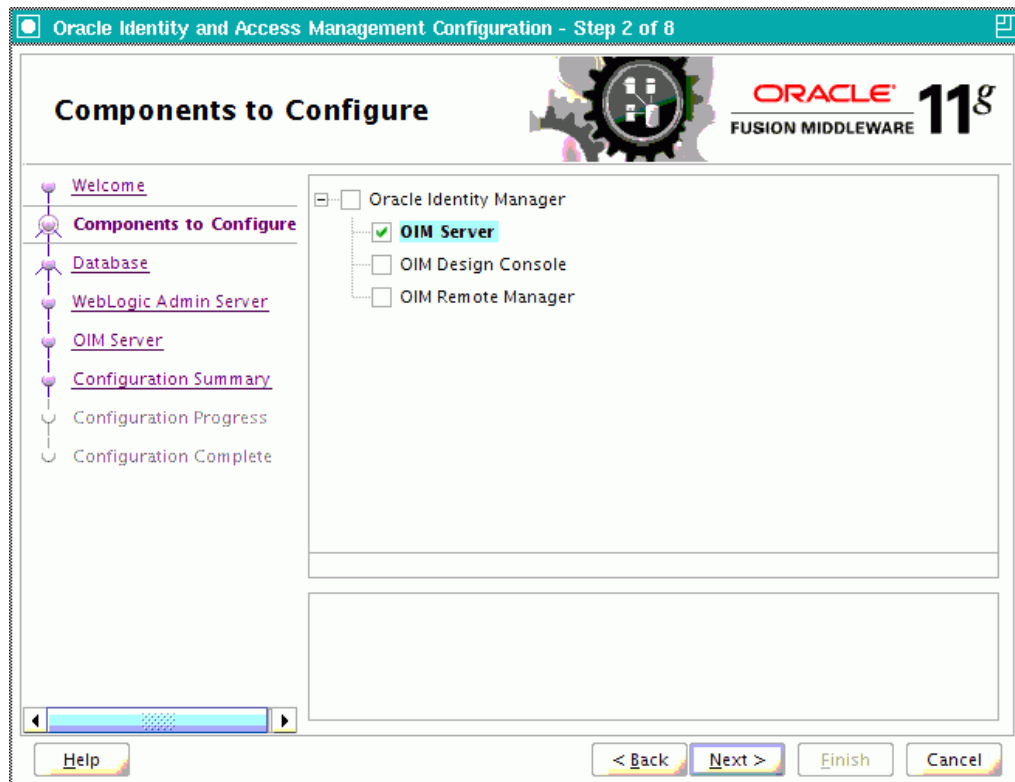 Oracle Identity and Access Management Configuration - Step 2 of 8
Components to Configure
ORACLE
FUSION MIDDLEWARE
11g
Welcome
Components to Configure
Database
WebLogic Admin Server
OIM Server
Configuration Summary
Configuration Progress
Configuration Complete
Oracle Identity Manager
OIM Server
OIM Design Console
OIM Remote Manager
Help
< Back
Next >
Finish
Cancel